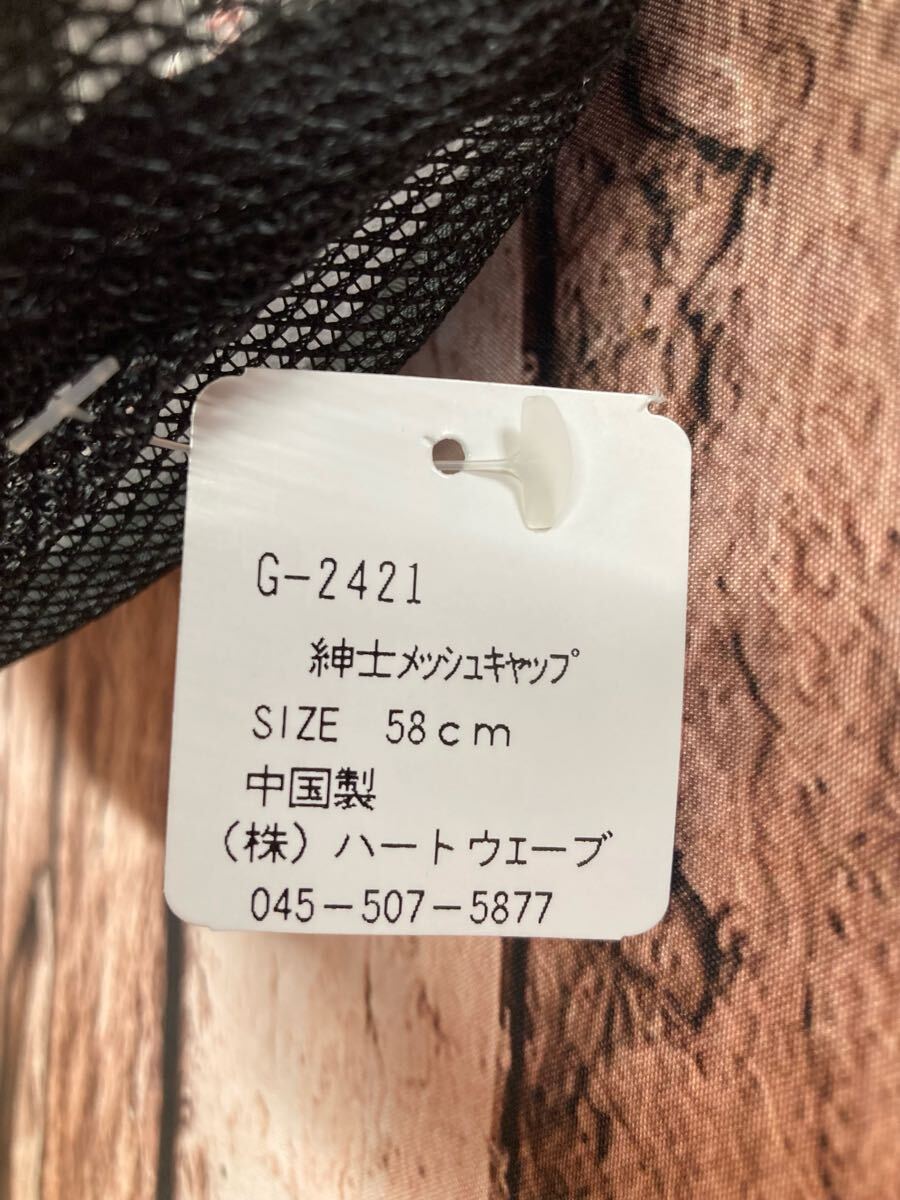 G-2421
紳士メッシュキャップ
SIZE 58cm
中国製
(株)ハートウェーブ
045-507-5877